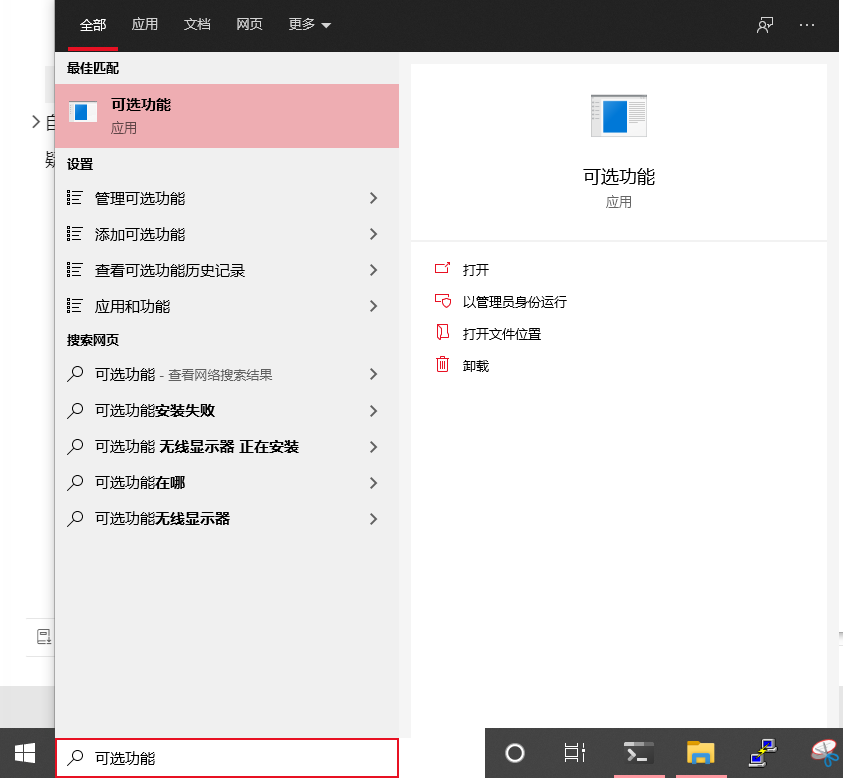 全部 应用 文档 网页 更多
最佳匹配
可选功能
应用
设置
管理可选功能
添加可选功能
查看可选功能历史记录
应用和功能
搜索网页
可选功能 - 查看网络搜索结果
可选功能安装失败
可选功能 无线显示器 正在安装
可选功能在哪
可选功能无线显示器
可选功能
应用
打开
以管理员身份运行
打开文件位置
卸载
可选功能